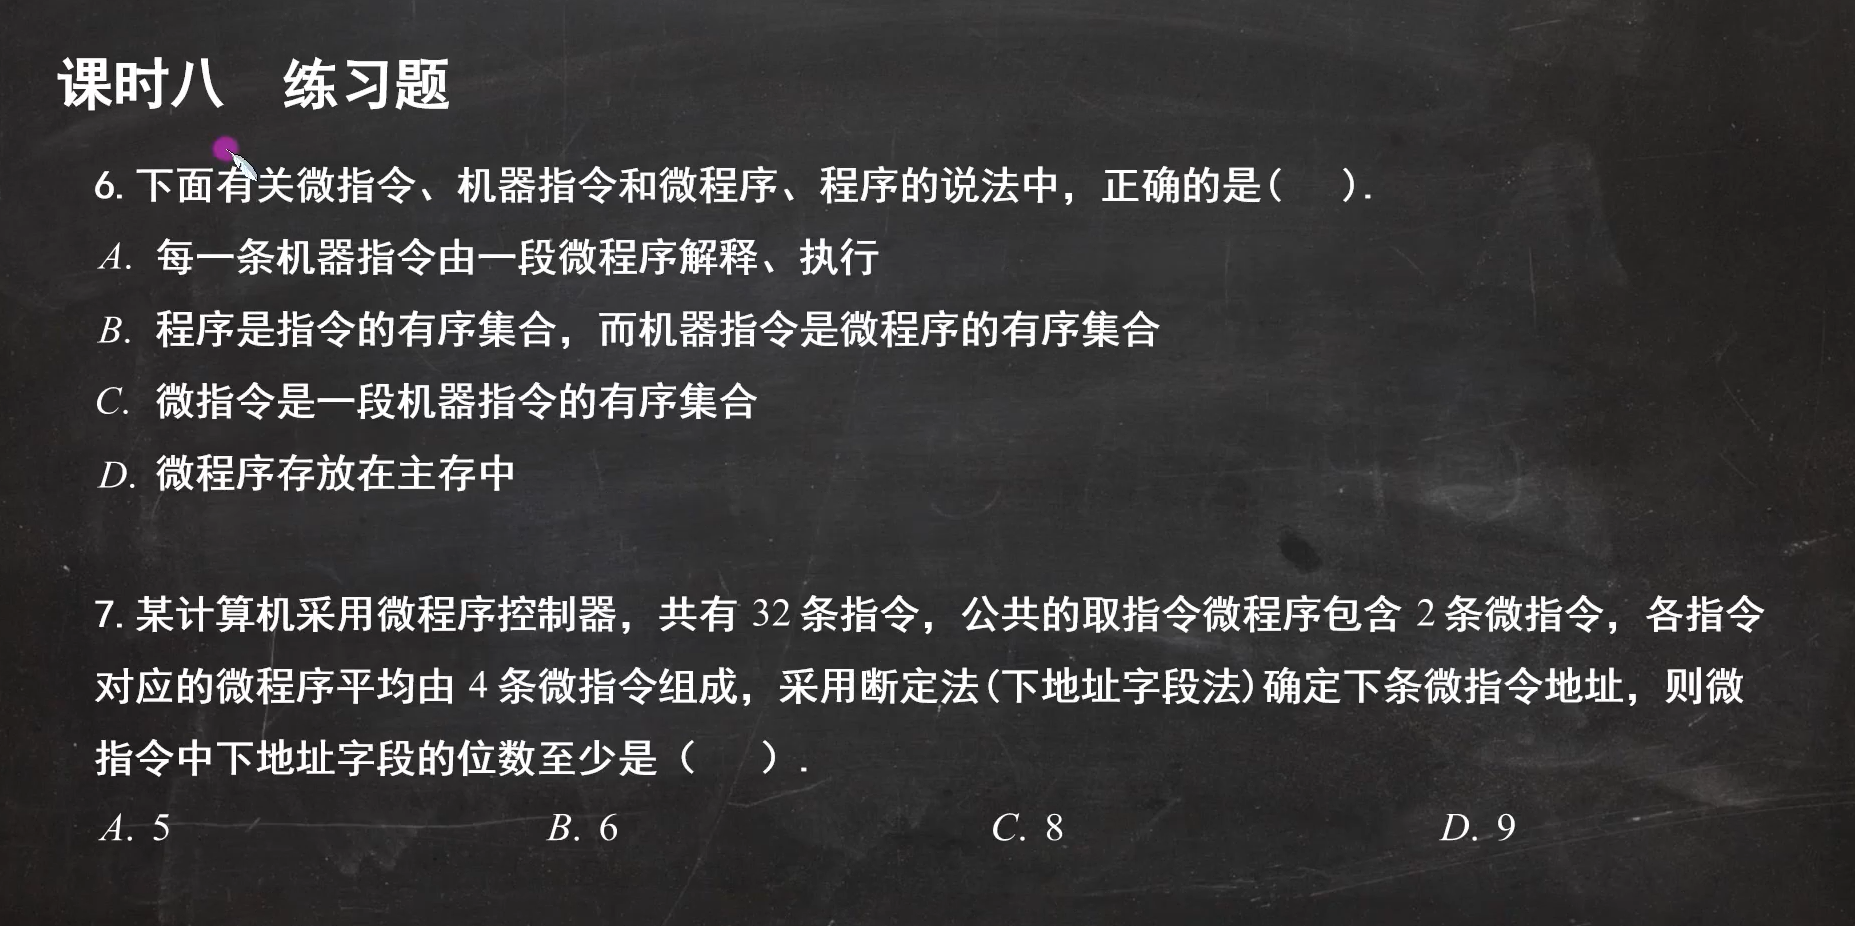 课时八 练习题
6. 下面有关微指令、机器指令和微程序、程序的说法中，正确的是( ).
A. 每一条机器指令由一段微程序解释、执行
B. 程序是指令的有序集合，而机器指令是微程序的有序集合
C. 微指令是一段机器指令的有序集合
D. 微程序存放在主存中
7. 某计算机采用微程序控制器，共有 32 条指令，公共的取指令微程序包含 2 条微指令，各指令
对应的微程序平均由 4 条微指令组成，采用断定法(下地址字段法)确定下条微指令地址，则微
指令中下地址字段的位数至少是（ ）.
A. 5 B. 6 C. 8 D. 9